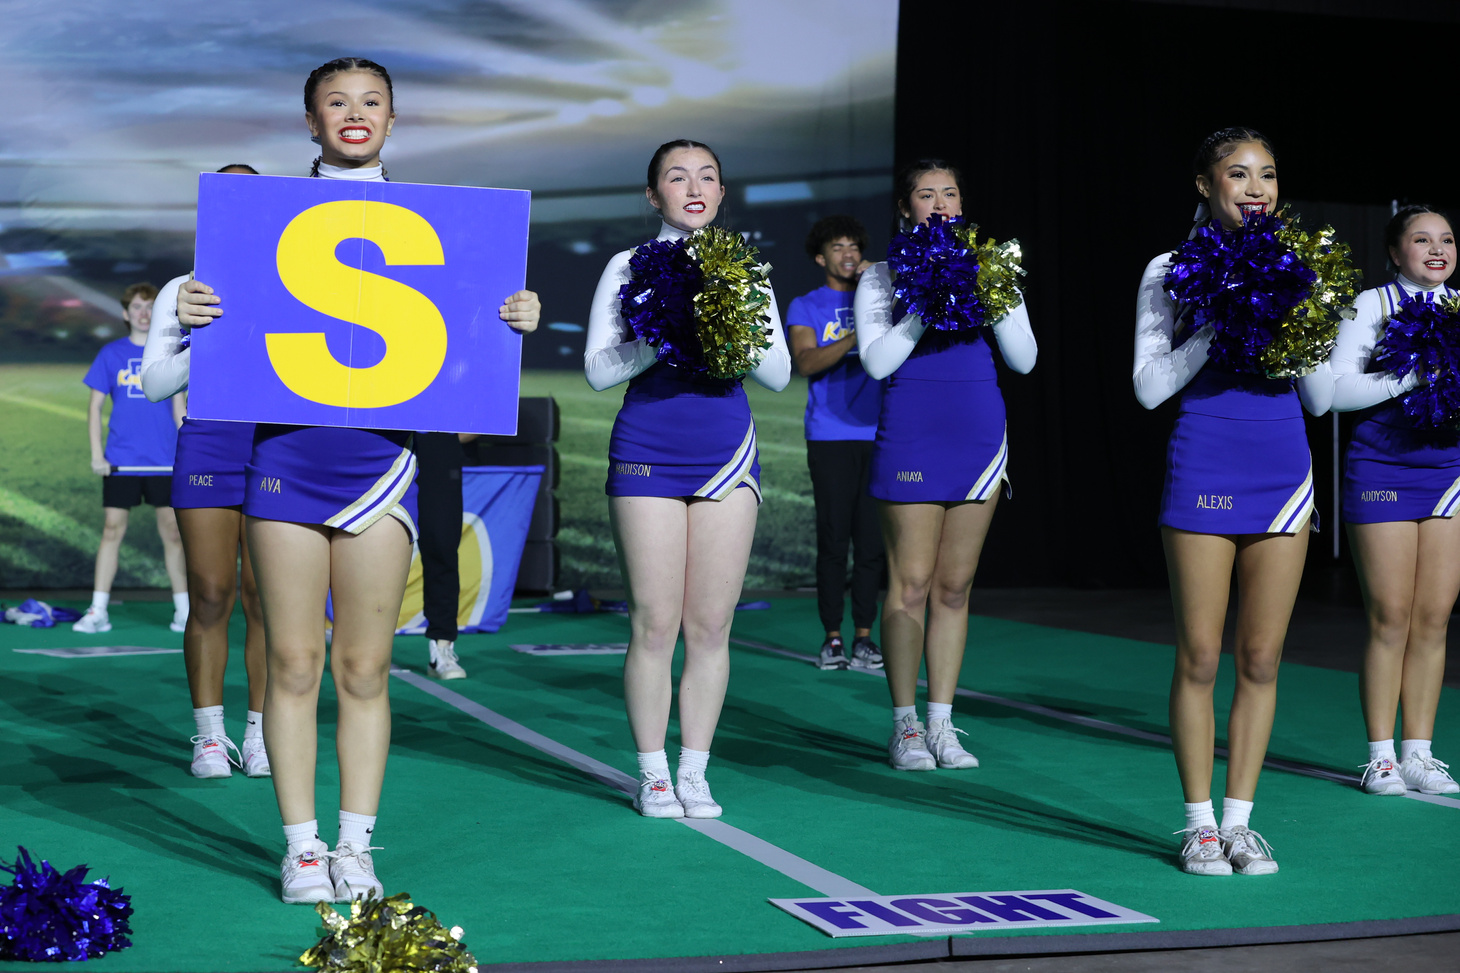 S
PEACE
AVA
MADISON
ANIAYA
ALEXIS
ADDYSON
FIGHT